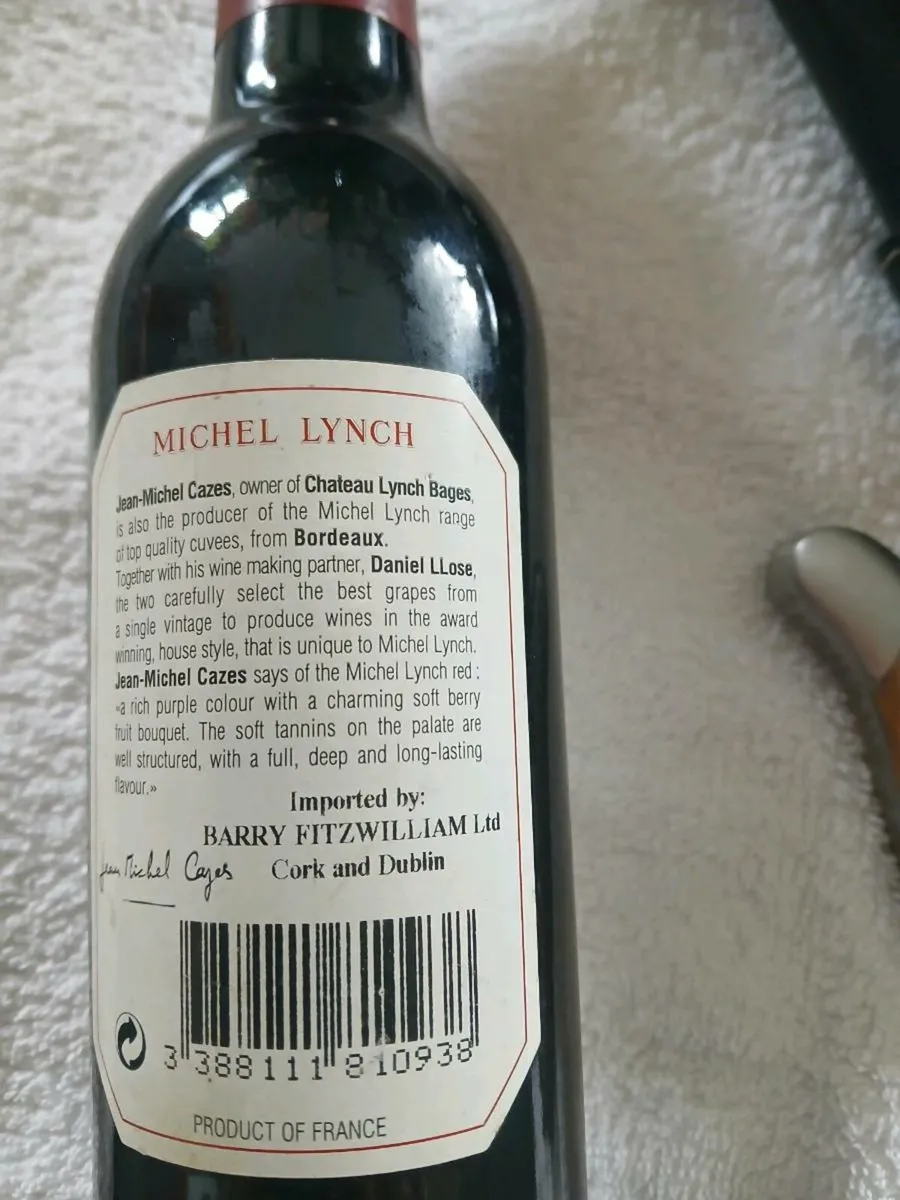 MICHEL LYNCH
Jean-Michel Cazes, owner of Chateau Lynch Bages,
is also the producer of the Michel Lynch range
of top quality cuvees, from Bordeaux.
Together with his wine making partner, Daniel LLose,
the two carefully select the best grapes from
a single vintage to produce wines in the award
winning, house style, that is unique to Michel Lynch.
Jean-Michel Cazes says of the Michel Lynch red :
«a rich purple colour with a charming soft berry
fruit bouquet. The soft tannins on the palate are
well structured, with a full, deep and long-lasting
flavour.»
Imported by:
BARRY FITZWILLIAM Ltd
Cork and Dublin
Jean Michel Cazes
3 388111 810938
PRODUCT OF FRANCE